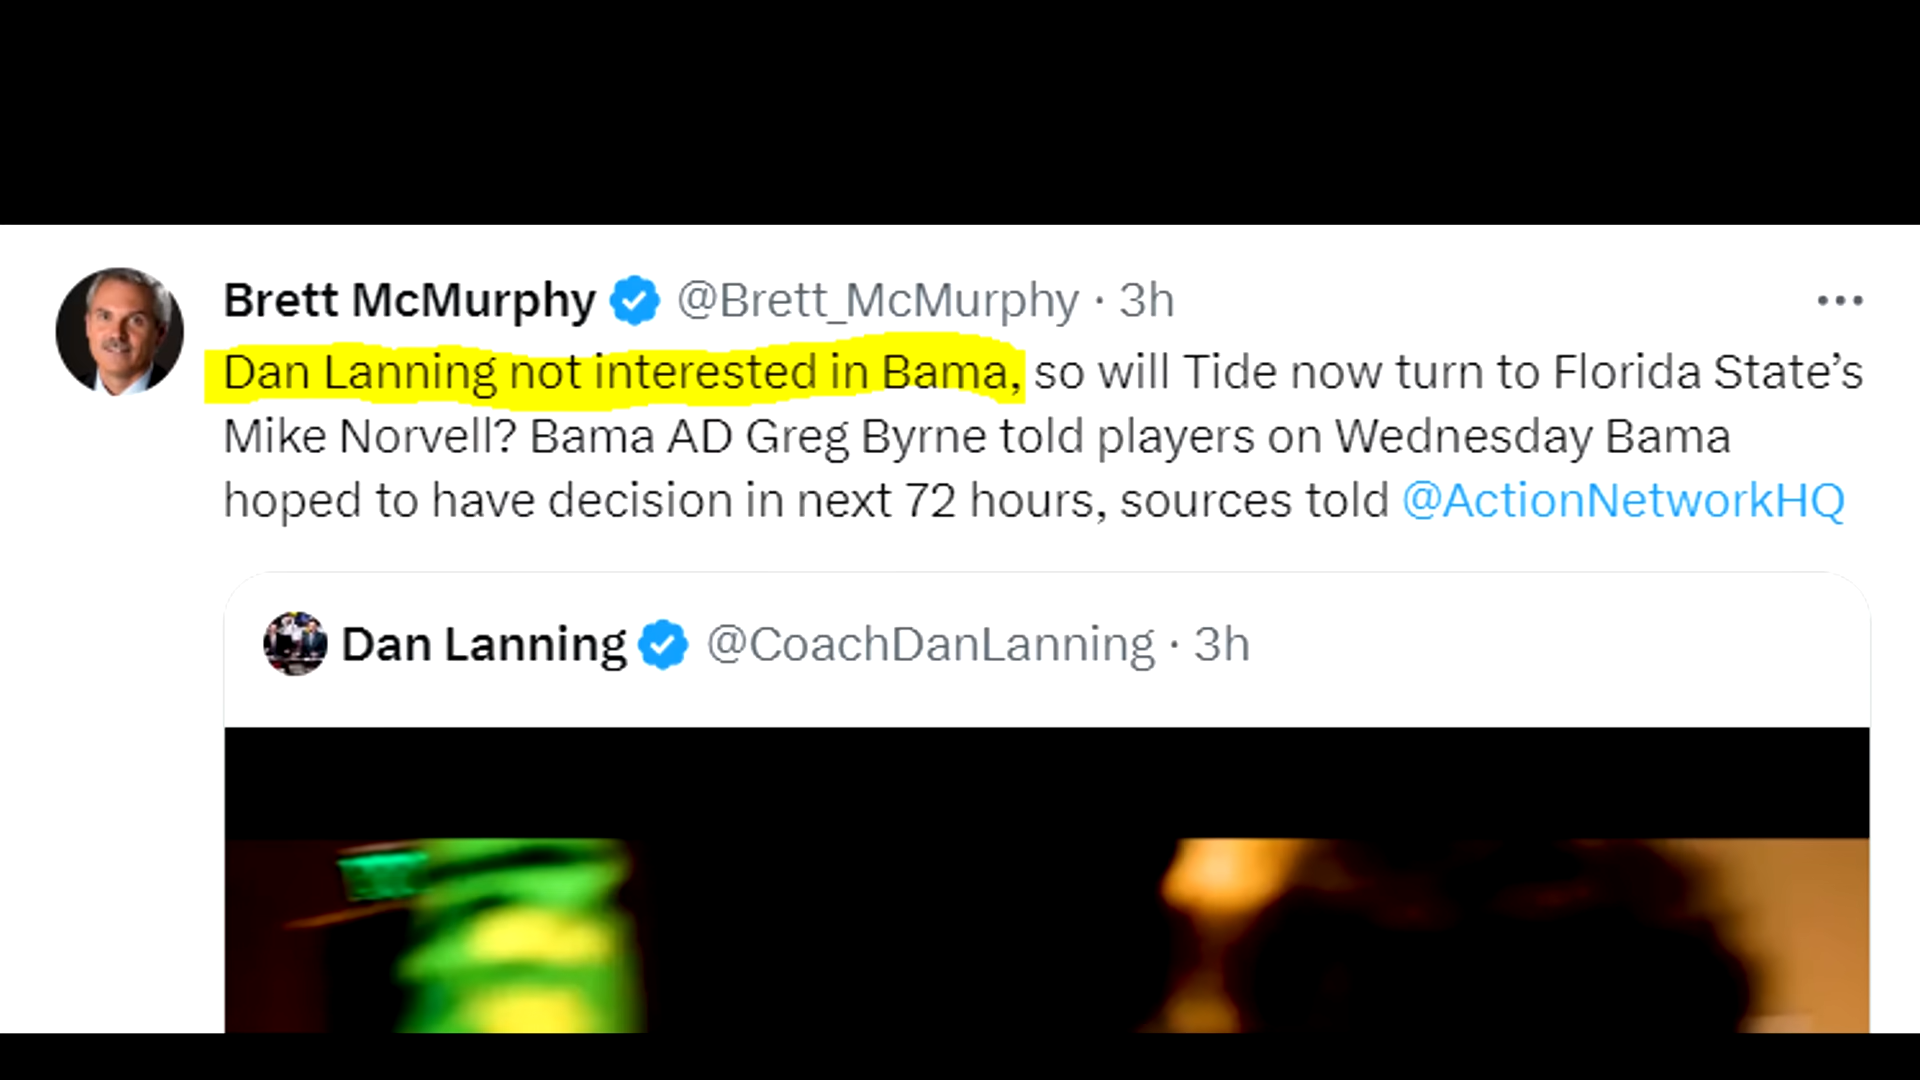 Brett McMurphy @Brett_McMurphy · 3h
Dan Lanning not interested in Bama, so will Tide now turn to Florida State’s
Mike Norvell? Bama AD Greg Byrne told players on Wednesday Bama
hoped to have decision in next 72 hours, sources told @ActionNetworkHQ
Dan Lanning @CoachDanLanning · 3h